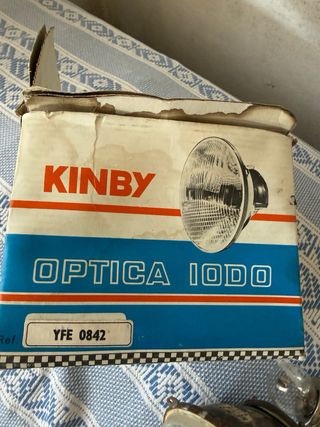 KINBY
OPTICA IODO
Ref. YFE 0842